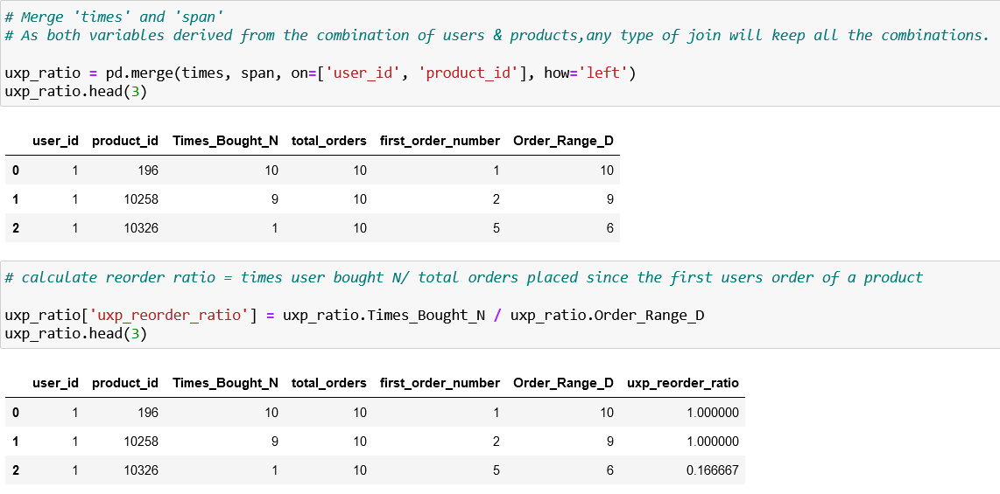 # Merge 'times' and 'span'
# As both variables derived from the combination of users & products,any type of join will keep all the combinations.
uxp_ratio = pd.merge(times, span, on=['user_id', 'product_id'], how='left')
uxp_ratio.head(3)
user_id product_id Times_Bought_N total_orders first_order_number Order_Range_D
0 1 196 10 10 1 10
1 1 10258 9 10 2 9
2 1 10326 1 10 5 6
# calculate reorder ratio = times user bought N/ total orders placed since the first users order of a product
uxp_ratio['uxp_reorder_ratio'] = uxp_ratio.Times_Bought_N / uxp_ratio.Order_Range_D
uxp_ratio.head(3)
user_id product_id Times_Bought_N total_orders first_order_number Order_Range_D uxp_reorder_ratio
0 1 196 10 10 1 10 1.000000
1 1 10258 9 10 2 9 1.000000
2 1 10326 1 10 5 6 0.166667